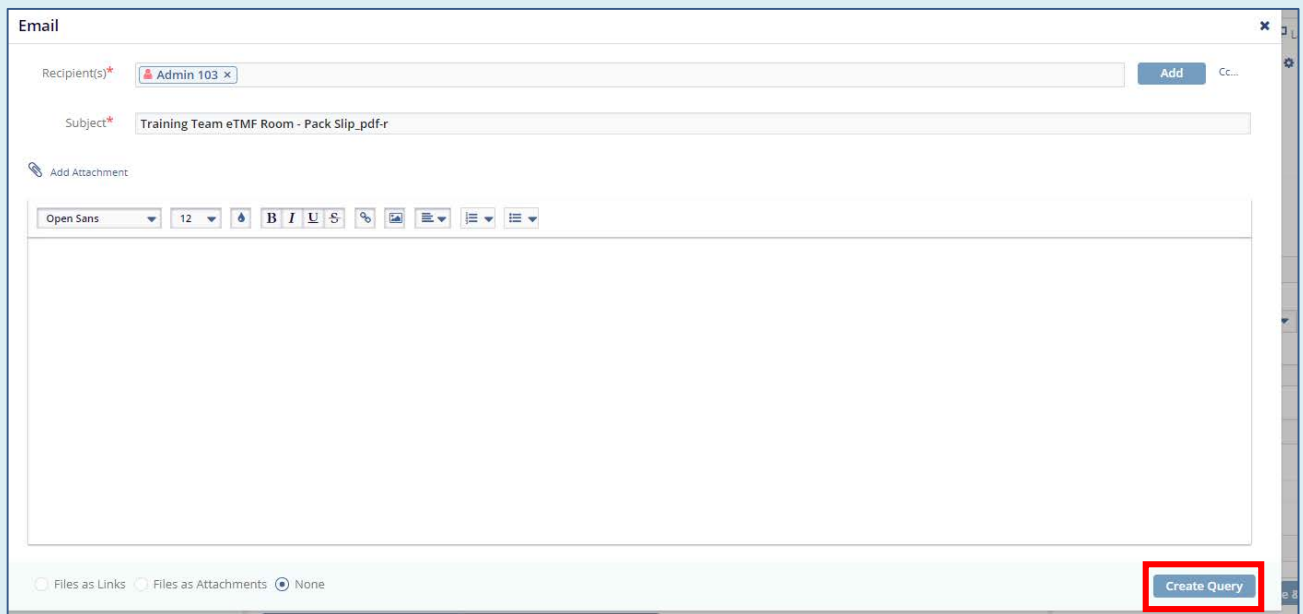 Email
L
Recipient(s)* Admin 103 × Add Cc...
Subject* Training Team eTMF Room - Pack Slip_pdf-r
Add Attachment
Open Sans 12 B I U S
Files as Links Files as Attachments None Create Query
e &